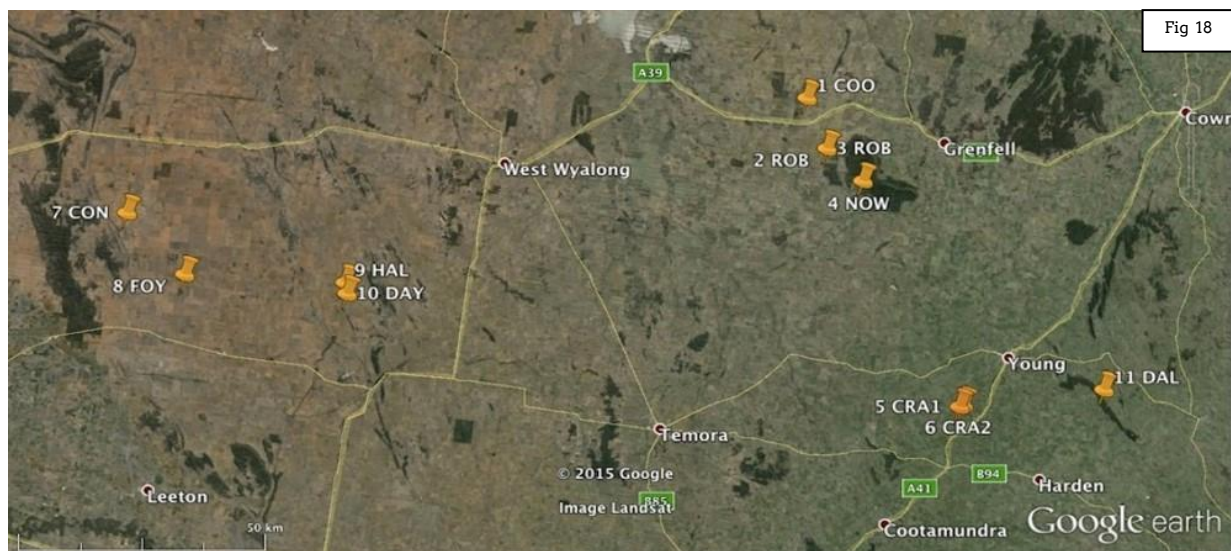 Fig 18
A39
1 COO
Cowr
2 ROB
3 ROB
Grenfell
West Wyalong
4 NOW
7 CON
8 FOY
9 HAL
10 DAY
Young
11 DAL
5 CRA1
6 CRA2
Temora
© 2015 Google
B94
A41
Harden
Leeton
B85
Image Landsat
50 km
Cootamundra
Google earth